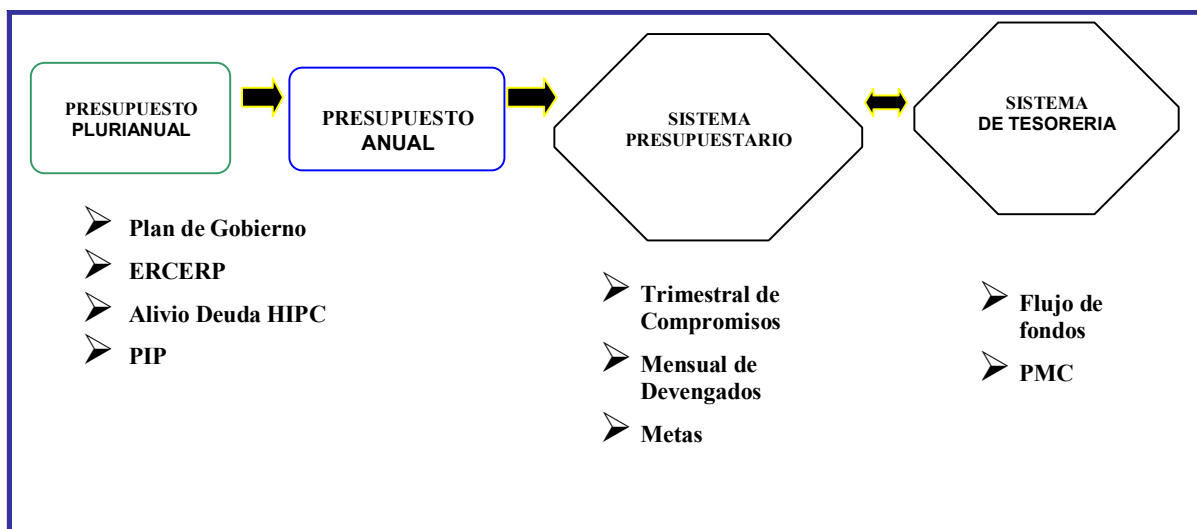 PRESUPUESTO
PLURIANUAL
PRESUPUESTO
ANUAL
SISTEMA
PRESUPUESTARIO
SISTEMA
DE TESORERIA
Plan de Gobierno
ERCERP
Alivio Deuda HIPC
PIP
Trimestral de
Compromisos
Mensual de
Devengados
Metas
Flujo de
fondos
PMC